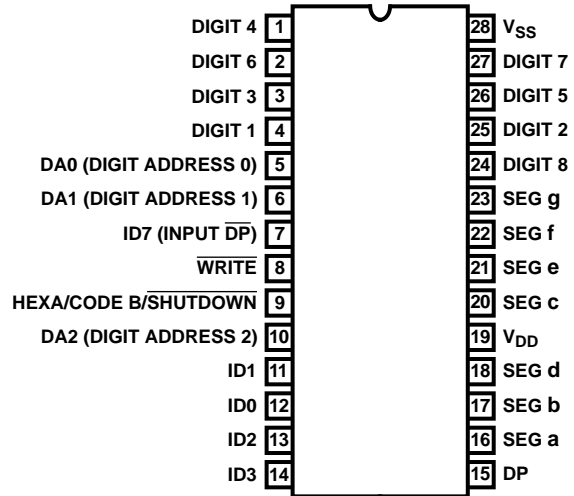 DIGIT 4 1
DIGIT 6 2
DIGIT 3 3
DIGIT 1 4
DA0 (DIGIT ADDRESS 0) 5
DA1 (DIGIT ADDRESS 1) 6
ID7 (INPUT D̅P̅) 7
W̅R̅I̅T̅E̅ 8
HEXA/CODE B/S̅H̅U̅T̅D̅O̅W̅N̅ 9
DA2 (DIGIT ADDRESS 2) 10
ID1 11
ID0 12
ID2 13
ID3 14
28 VSS
27 DIGIT 7
26 DIGIT 5
25 DIGIT 2
24 DIGIT 8
23 SEG g
22 SEG f
21 SEG e
20 SEG c
19 VDD
18 SEG d
17 SEG b
16 SEG a
15 DP